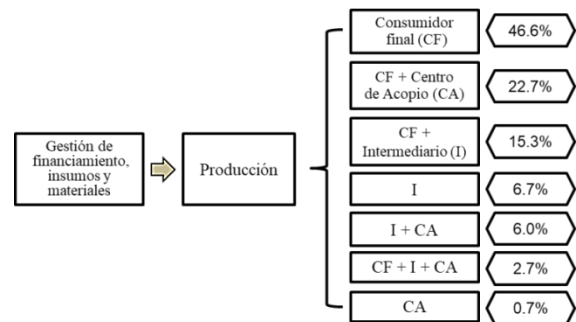 Gestión de
financiamiento,
insumos y
materiales
Producción
Consumidor
final (CF)
46.6%
CF + Centro
de Acopio (CA)
22.7%
CF +
Intermediario (I)
15.3%
I
6.7%
I + CA
6.0%
CF + I + CA
2.7%
CA
0.7%